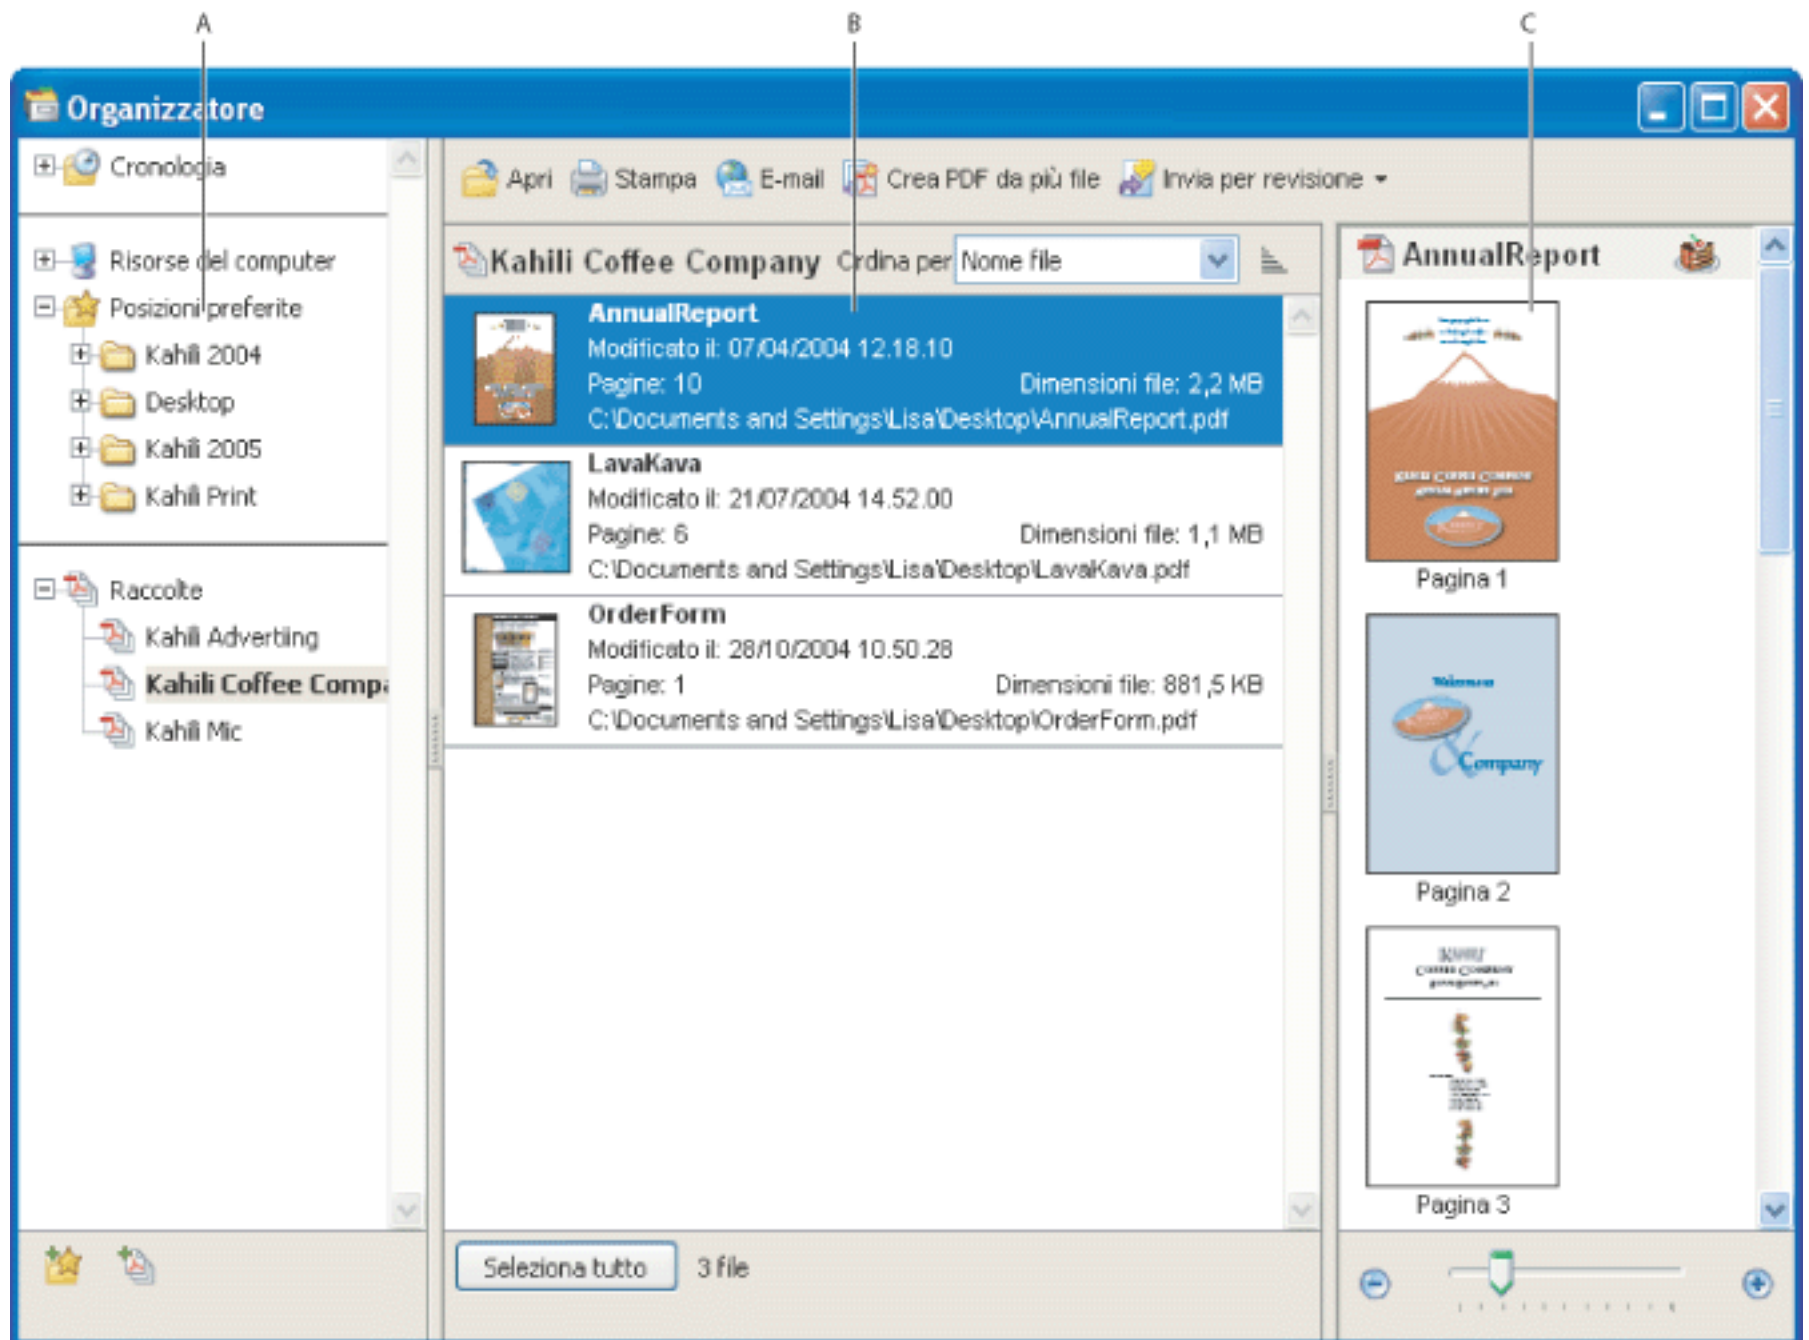 A
B
C
Organizzatore
Cronologia
Risorse del computer
Posizioni preferite
Kahili 2004
Desktop
Kahili 2005
Kahili Print
Raccolte
Kahili Advertiing
Kahili Coffee Compa
Kahili Mic
Apri Stampa E-mail Crea PDF da più file Invia per revisione
Kahili Coffee Company Ordina per Nome file
AnnualReport
Modificato il: 07/04/2004 12.18.10
Pagine: 10 Dimensioni file: 2,2 MB
C:\Documents and Settings\Lisa\Desktop\AnnualReport.pdf
LavaKava
Modificato il: 21/07/2004 14.52.00
Pagine: 6 Dimensioni file: 1,1 MB
C:\Documents and Settings\Lisa\Desktop\LavaKava.pdf
OrderForm
Modificato il: 28/10/2004 10.50.28
Pagine: 1 Dimensioni file: 881,5 KB
C:\Documents and Settings\Lisa\Desktop\OrderForm.pdf
Seleziona tutto 3 file
AnnualReport
Pagina 1
&
Company
Pagina 2
Pagina 3